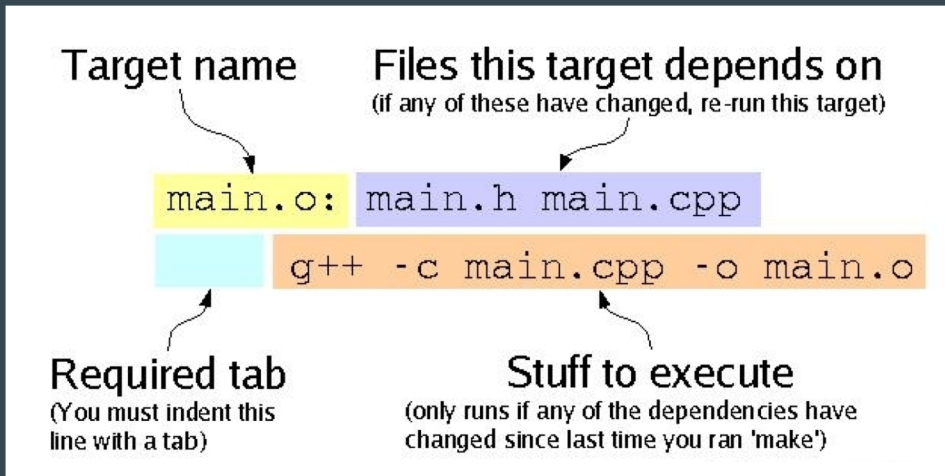 Target name
Files this target depends on
(if any of these have changed, re-run this target)
main.o: main.h main.cpp
g++ -c main.cpp -o main.o
Required tab
(You must indent this
line with a tab)
Stuff to execute
(only runs if any of the dependencies have
changed since last time you ran 'make')